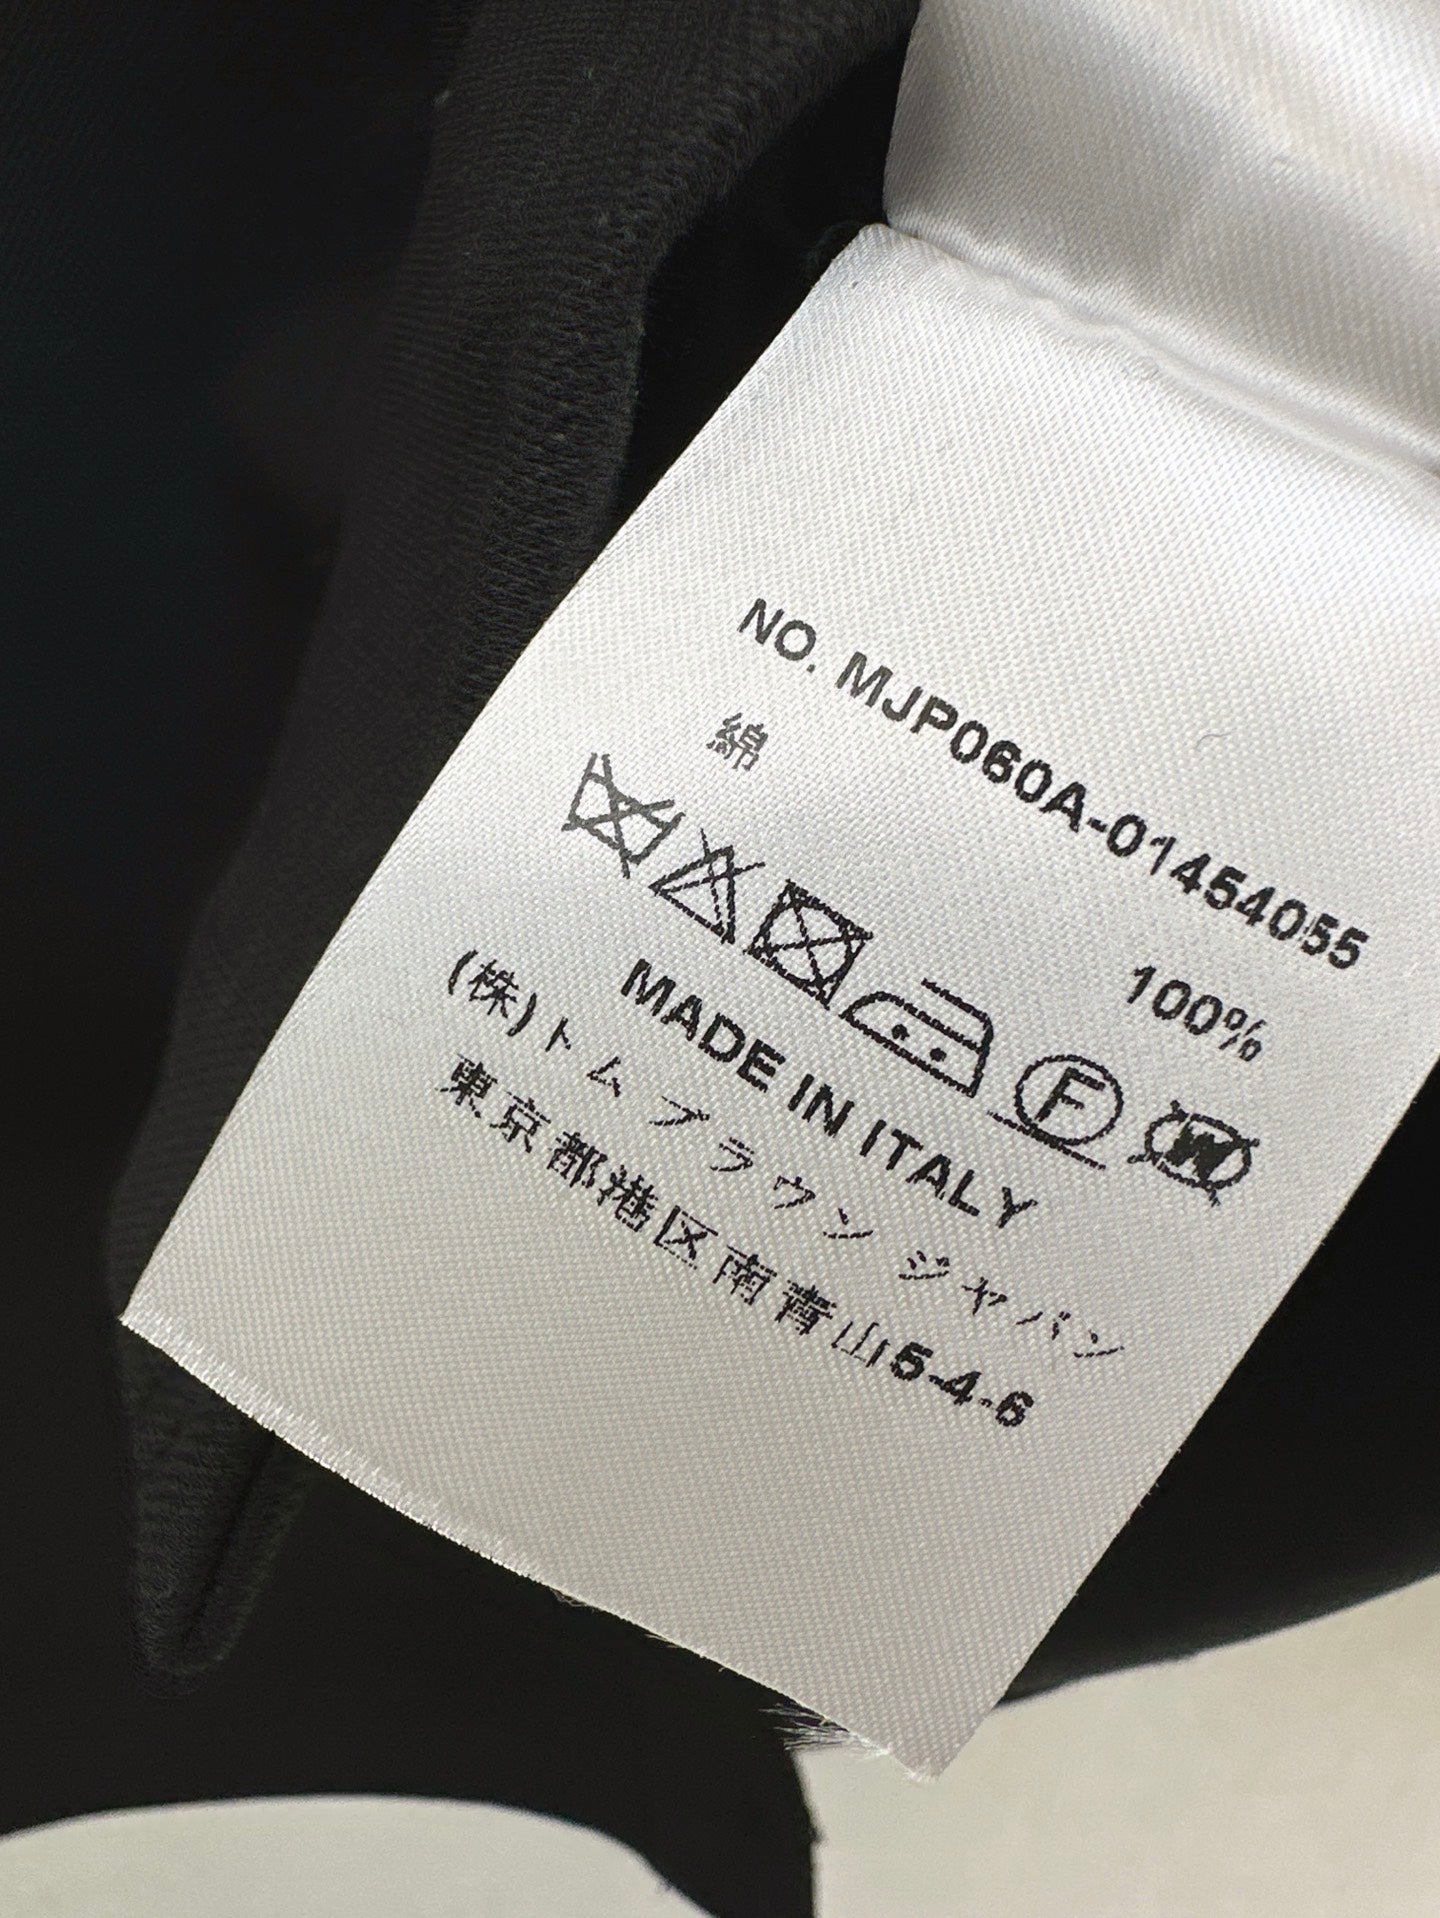 NO. MJP060A-01454055
綿 100%
F W
MADE IN ITALY
(株)トム ブラウン ジャパン
東京都港区南青山5-4-6